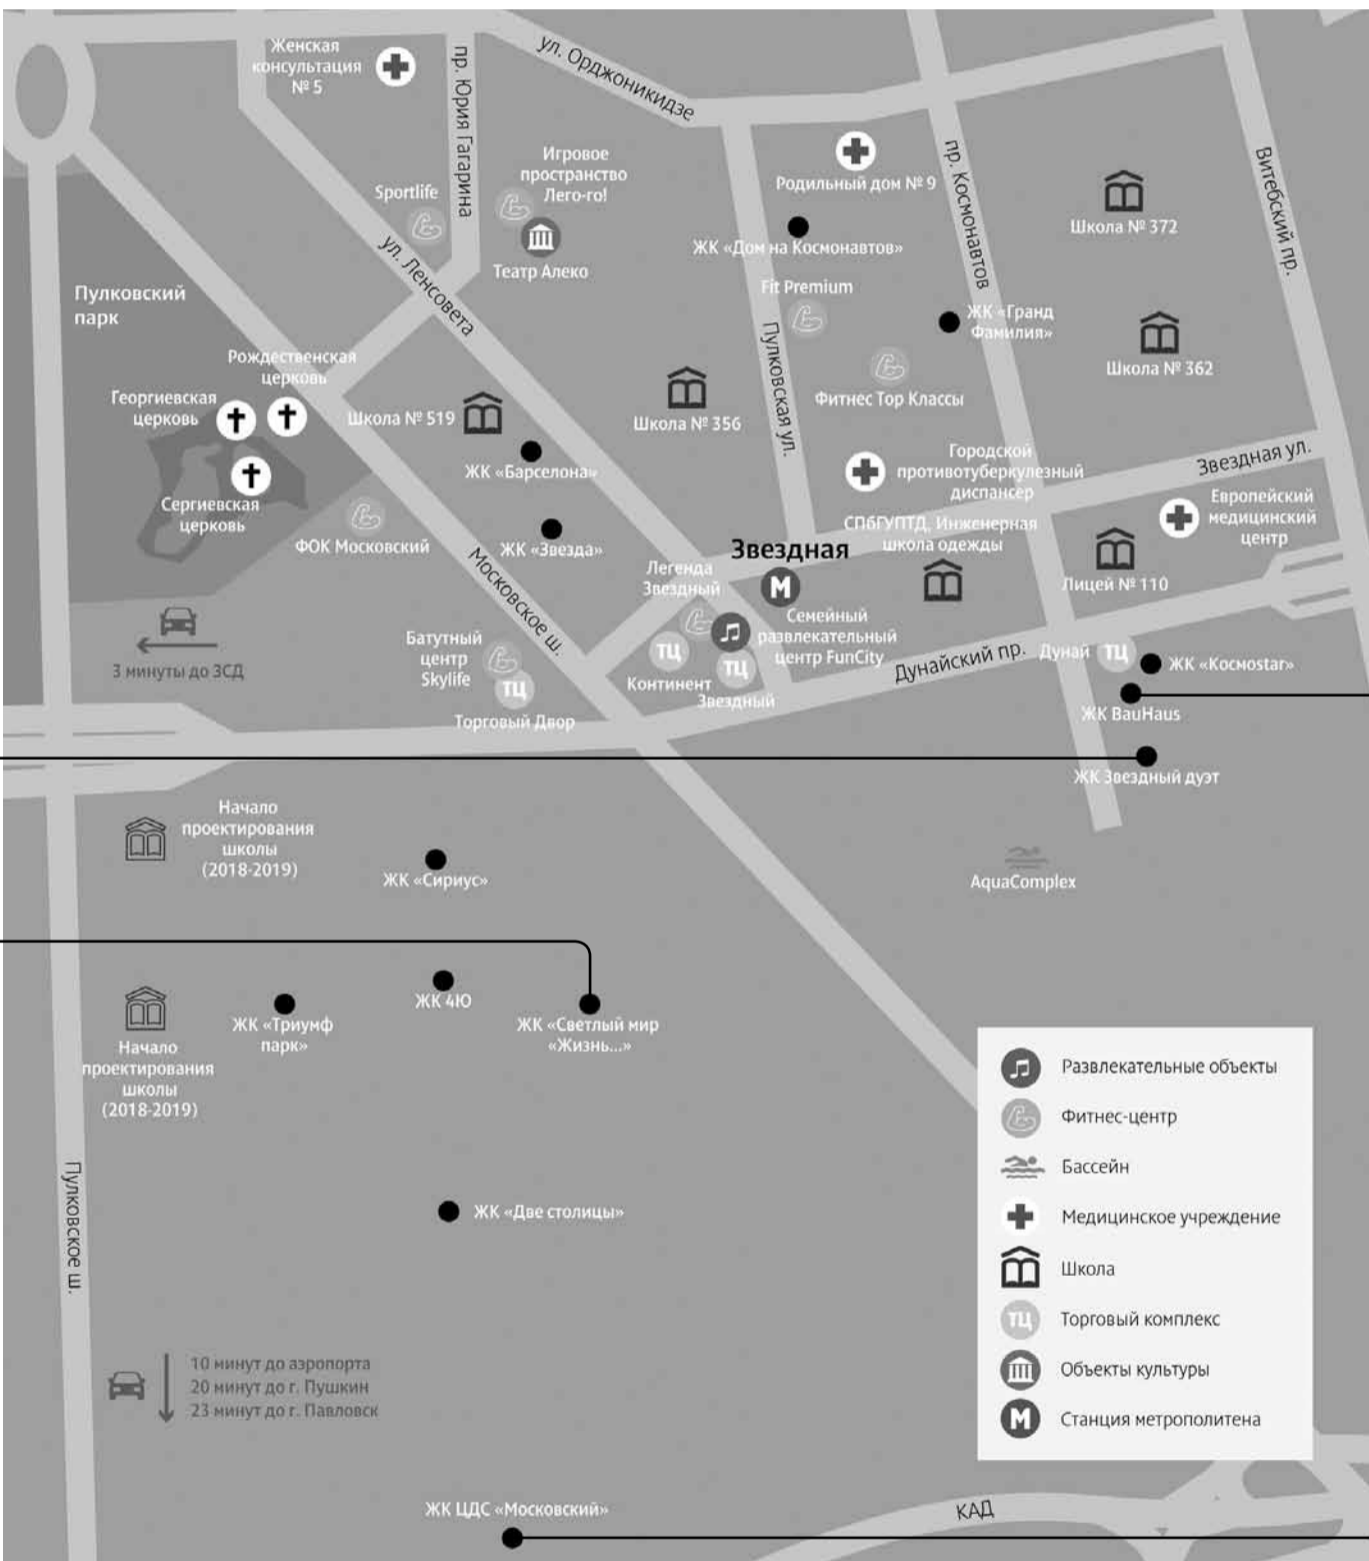 Женская
консультация
№ 5
пр. Юрия Гагарина
ул. Орджоникидзе
Игровое
пространство
Лего-го!
Sportlife
Театр Алеко
ул. Ленсовета
Родильный дом № 9
ЖК «Дом на Космонавтов»
пр. Космонавтов
Школа № 372
Витебский пр.
Fit Premium
ЖК «Гранд
Фамилия»
Пулковский
парк
Рождественская
церковь
Георгиевская
церковь
Сергиевская
церковь
Школа № 519
Школа № 356
Пулковская ул.
Фитнес Тор Классы
Школа № 362
ЖК «Барселона»
Городской
противотуберкулезный
диспансер
Звездная ул.
Европейский
медицинский
центр
ФОК Московский
ЖК «Звезда»
Московское ш.
Звездная
М
СПбГУПТД, Инженерная
школа одежды
Лицей № 110
Легенда
Звездный
Семейный
развлекательный
центр FunCity
Дунайский пр.
Дунай
ТЦ
ЖК «Космоstar»
3 минуты до ЗСД
Батутный
центр
Skylife
ТЦ
Торговый Двор
ТЦ
Континент
ТЦ
Звездный
ЖК BauHaus
ЖК Звездный дуэт
Начало
проектирования
школы
(2018-2019)
ЖК «Сириус»
AquaComplex
Начало
проектирования
школы
(2018-2019)
ЖК «Триумф
парк»
ЖК 4Ю
ЖК «Светлый мир
«Жизнь...»
Пулковское ш.
ЖК «Две столицы»
Развлекательные объекты
Фитнес-центр
Бассейн
Медицинское учреждение
Школа
ТЦ
Торговый комплекс
Объекты культуры
М
Станция метрополитена
10 минут до аэропорта
20 минут до г. Пушкин
23 минут до г. Павловск
ЖК ЦДС «Московский»
КАД